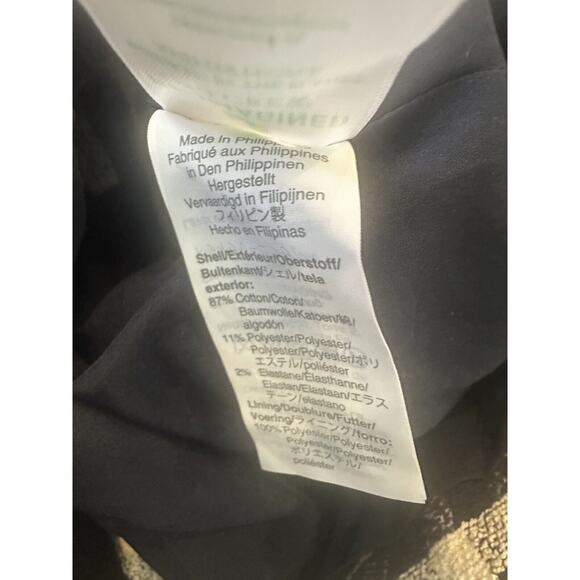 Made in Philippines
Fabriqué aux Philippines
in Den Philippinen
Hergestellt
Vervaardigd in Filipijnen
フィリピン製
Hecho en Filipinas
Shell/Extérieur/Oberstoff/
Buitenkant/シェル/tela
exterior:
87% Cotton/Coton/
Baumwolle/Katoen/綿/
algodón
11% Polyester/Polyester/
Polyester/Polyester/ポリ
エステル/poliéster
2% Elastane/Élasthanne/
Elastan/Elastaan/エラス
テーン/elastano
Lining/Doublure/Futter/
Voering/ライニング/forro:
100% Polyester/Polyester/
Polyester/Polyester/
ポリエステル/
poliéster